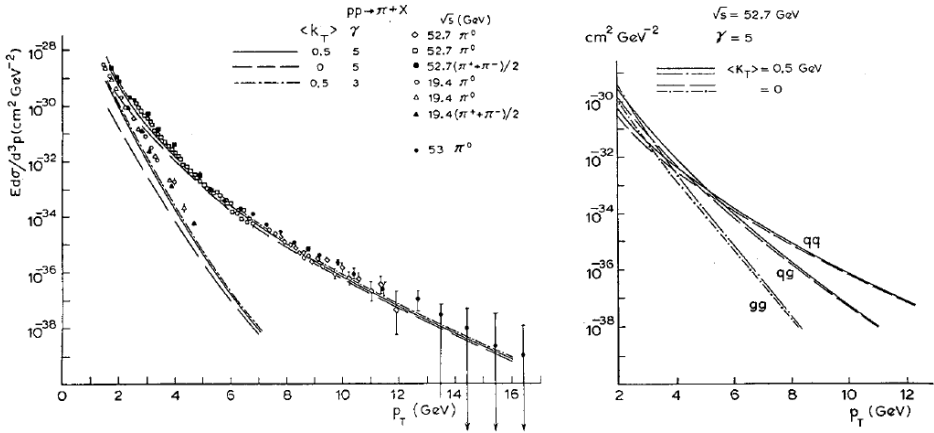 pp→π+X
<k_T> γ
0.5 5
0 5
0.5 3
√s (GeV)
52.7 π⁰
52.7 π⁰
52.7(π⁺+π⁻)/2
19.4 π⁰
19.4 π⁰
19.4(π⁺+π⁻)/2
53 π⁰
Edσ/d³p(cm² GeV⁻²)
10⁻²⁸
10⁻³⁰
10⁻³²
10⁻³⁴
10⁻³⁶
10⁻³⁸
0 2 4 6 8 10 12 14 16
p_T (GeV)
√s = 52.7 GeV
γ = 5
cm² GeV⁻²
<K_T> = 0.5 GeV
= 0
10⁻³⁰
10⁻³²
10⁻³⁴
10⁻³⁶
10⁻³⁸
qq
qg
gg
2 4 6 8 10 12
p_T (GeV)